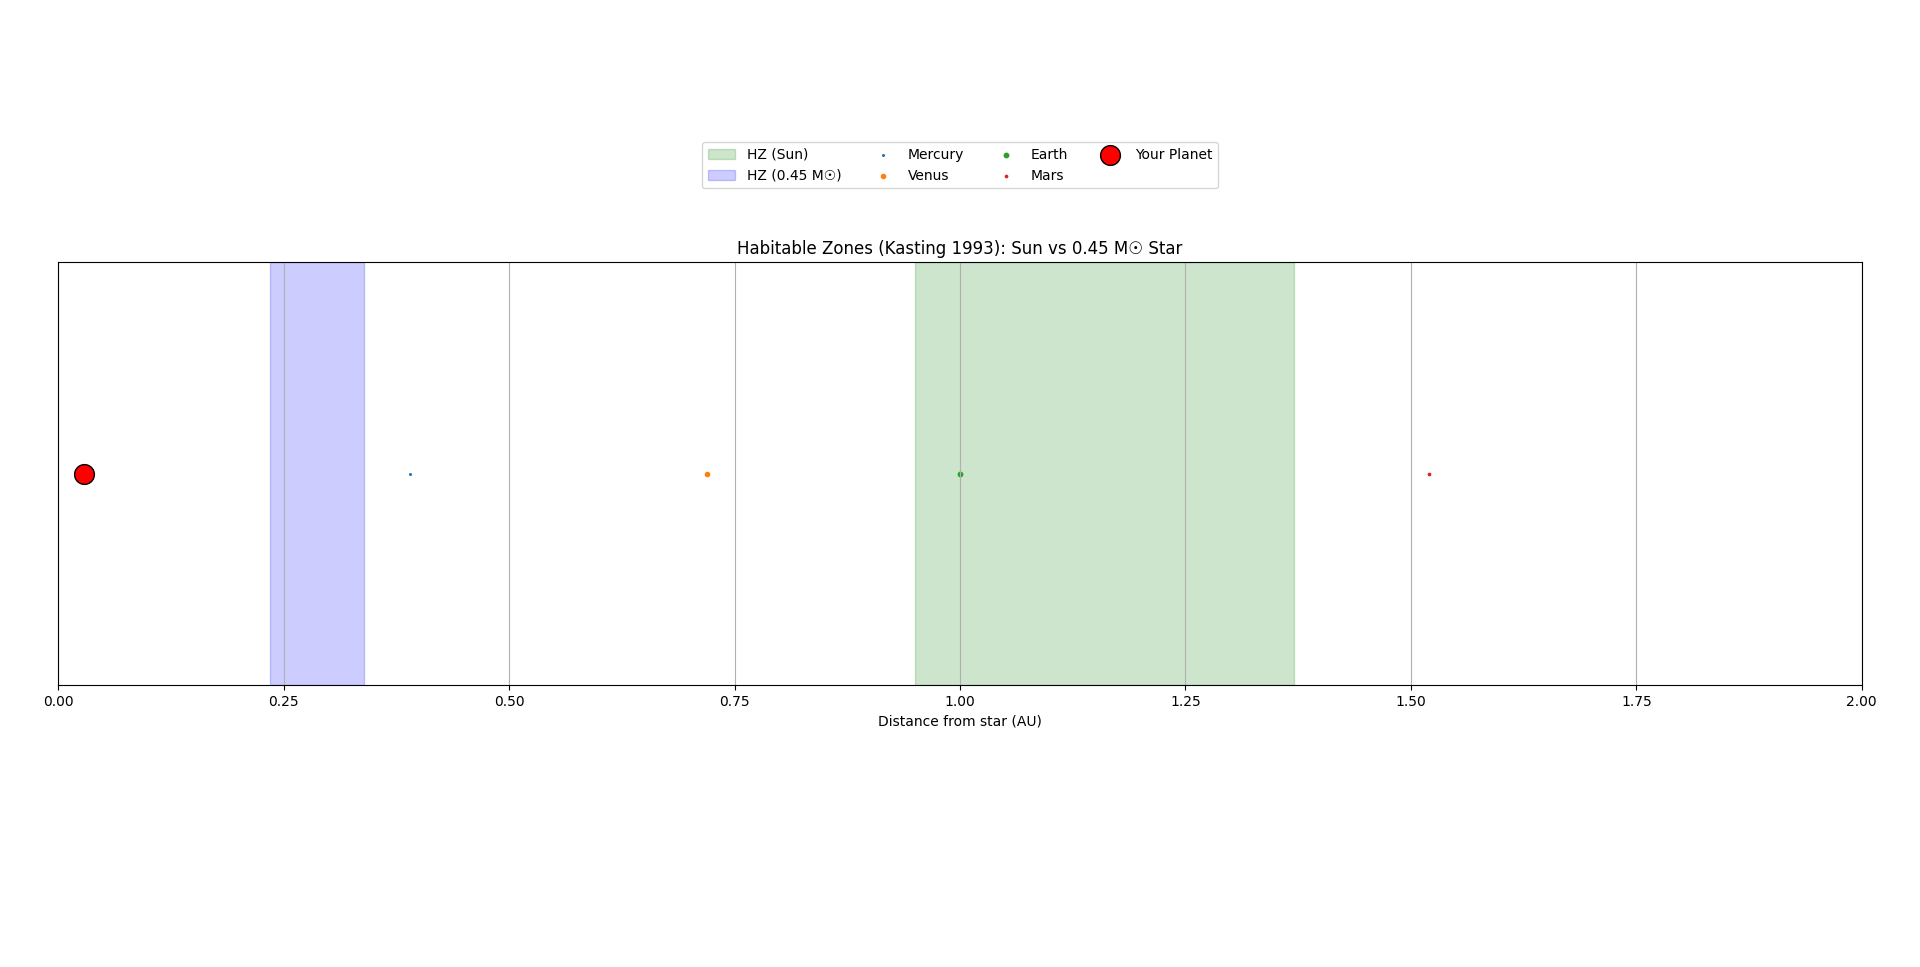 HZ (Sun)
HZ (0.45 M☉)
Mercury
Venus
Earth
Mars
Your Planet
Habitable Zones (Kasting 1993): Sun vs 0.45 M☉ Star
0.00 0.25 0.50 0.75 1.00 1.25 1.50 1.75 2.00
Distance from star (AU)